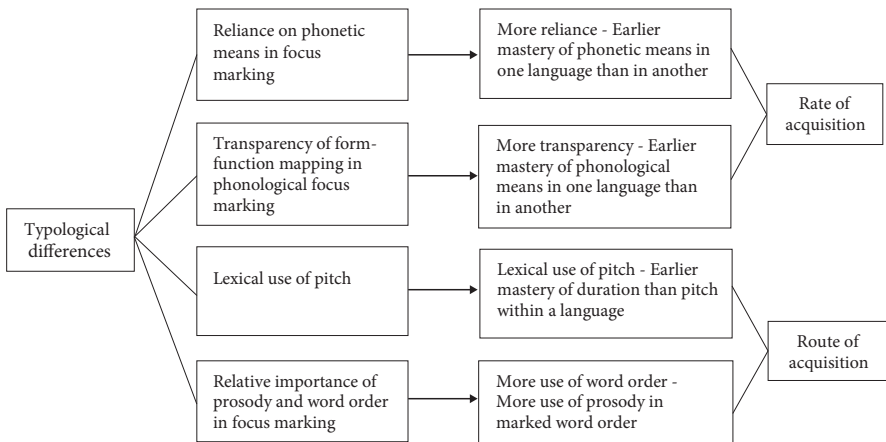 Typological
differences
Reliance on phonetic
means in focus
marking
More reliance - Earlier
mastery of phonetic means in
one language than in another
Transparency of form-
function mapping in
phonological focus
marking
More transparency - Earlier
mastery of phonological
means in one language than
in another
Rate of
acquisition
Lexical use of pitch
Lexical use of pitch - Earlier
mastery of duration than pitch
within a language
Relative importance of
prosody and word order
in focus marking
More use of word order -
More use of prosody in
marked word order
Route of
acquisition